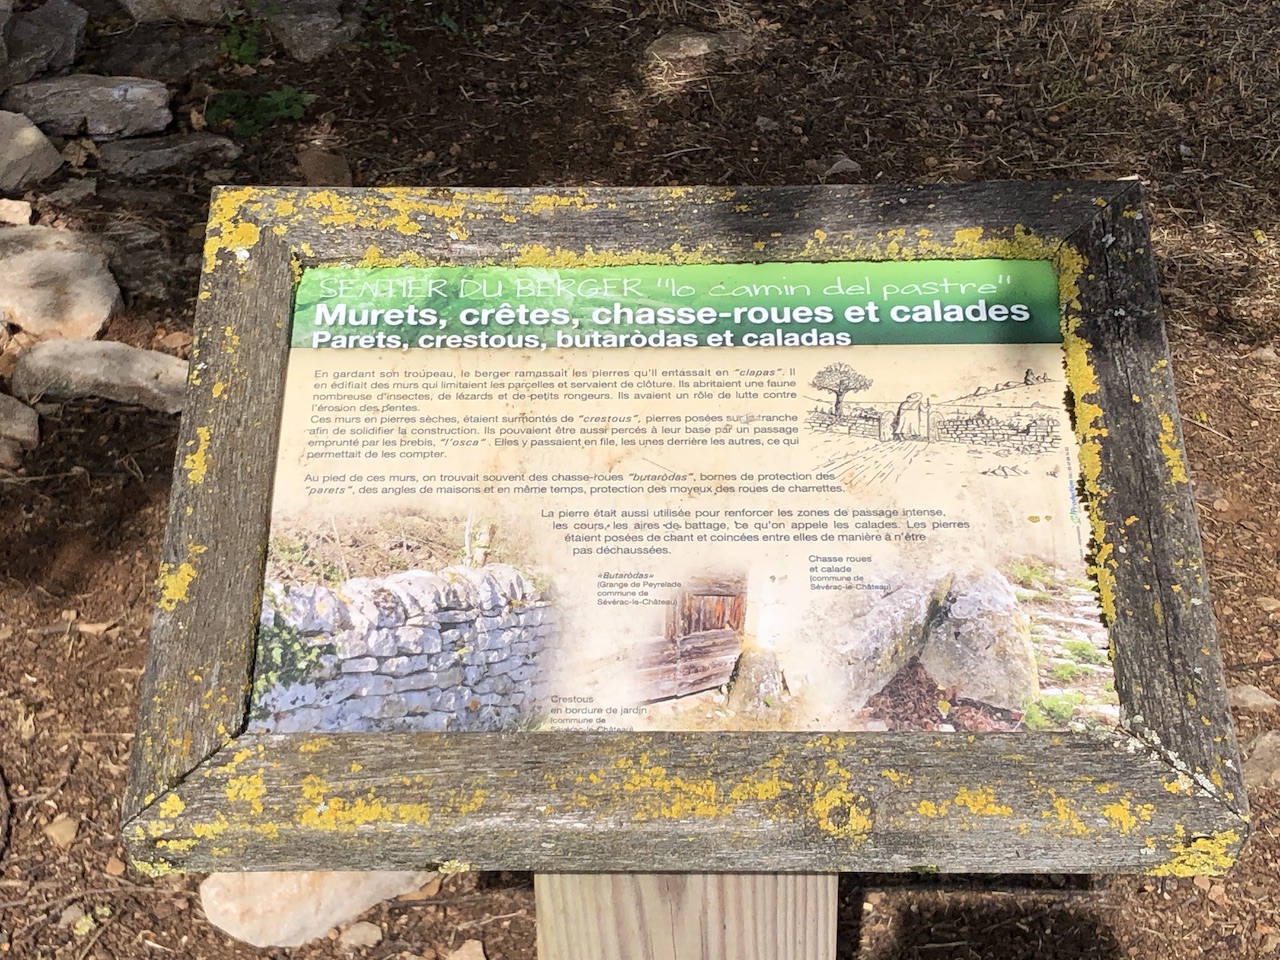 SENTIER DU BERGER "lo camin del pastre"
Murets, crêtes, chasse-roues et calades
Parets, crestous, butaròdas et caladas
En gardant son troupeau, le berger ramassait les pierres qu'il entassait en "clapas". Il
en édifiait des murs qui limitaient les parcelles et servaient de clôture. Ils abritaient une faune
nombreuse d'insectes, de lézards et de petits rongeurs. Ils avaient un rôle de lutte contre
l'érosion des pentes.
Ces murs en pierres sèches, étaient surmontés de "crestous", pierres posées sur la tranche
afin de solidifier la construction. Ils pouvaient être aussi percés à leur base par un passage
emprunté par les brebis, "l'osca" . Elles y passaient en file, les unes derrière les autres, ce qui
permettait de les compter.
Au pied de ces murs, on trouvait souvent des chasse-roues "butaròdas", bornes de protection des
"parets", des angles de maisons et en même temps, protection des moyeux des roues de charrettes.
La pierre était aussi utilisée pour renforcer les zones de passage intense,
les cours, les aires de battage, ce qu'on appelle les calades. Les pierres
étaient posées de chant et coincées entre elles de manière à n'être
pas déchaussées.
Chasse roues
et calade
(commune de
Sévérac-le-Château)
«Butaròdas»
(Grange de Peyrelade
commune de
Sévérac-le-Château)
Crestous
en bordure de jardin
(commune de
Sévérac-le-Château)